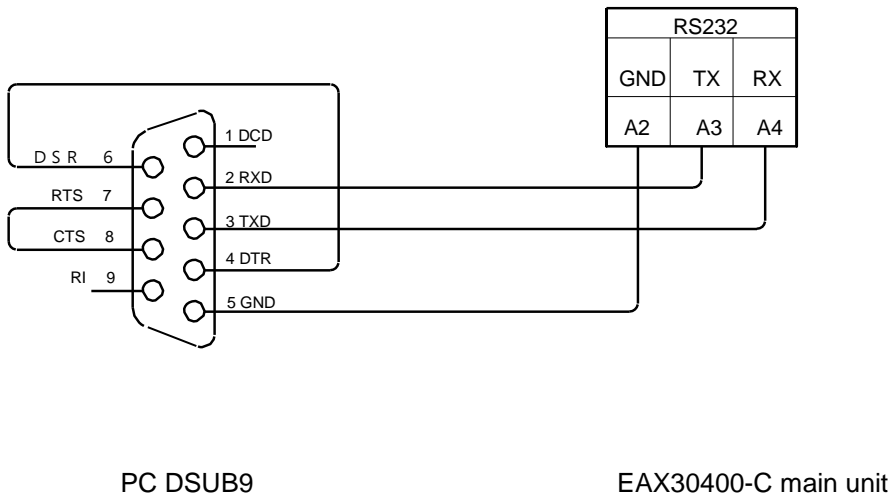 RS232
GND TX RX
A2 A3 A4
1 DCD
DSR 6
2 RXD
RTS 7
3 TXD
CTS 8
4 DTR
RI 9
5 GND
PC DSUB9
EAX30400-C main unit